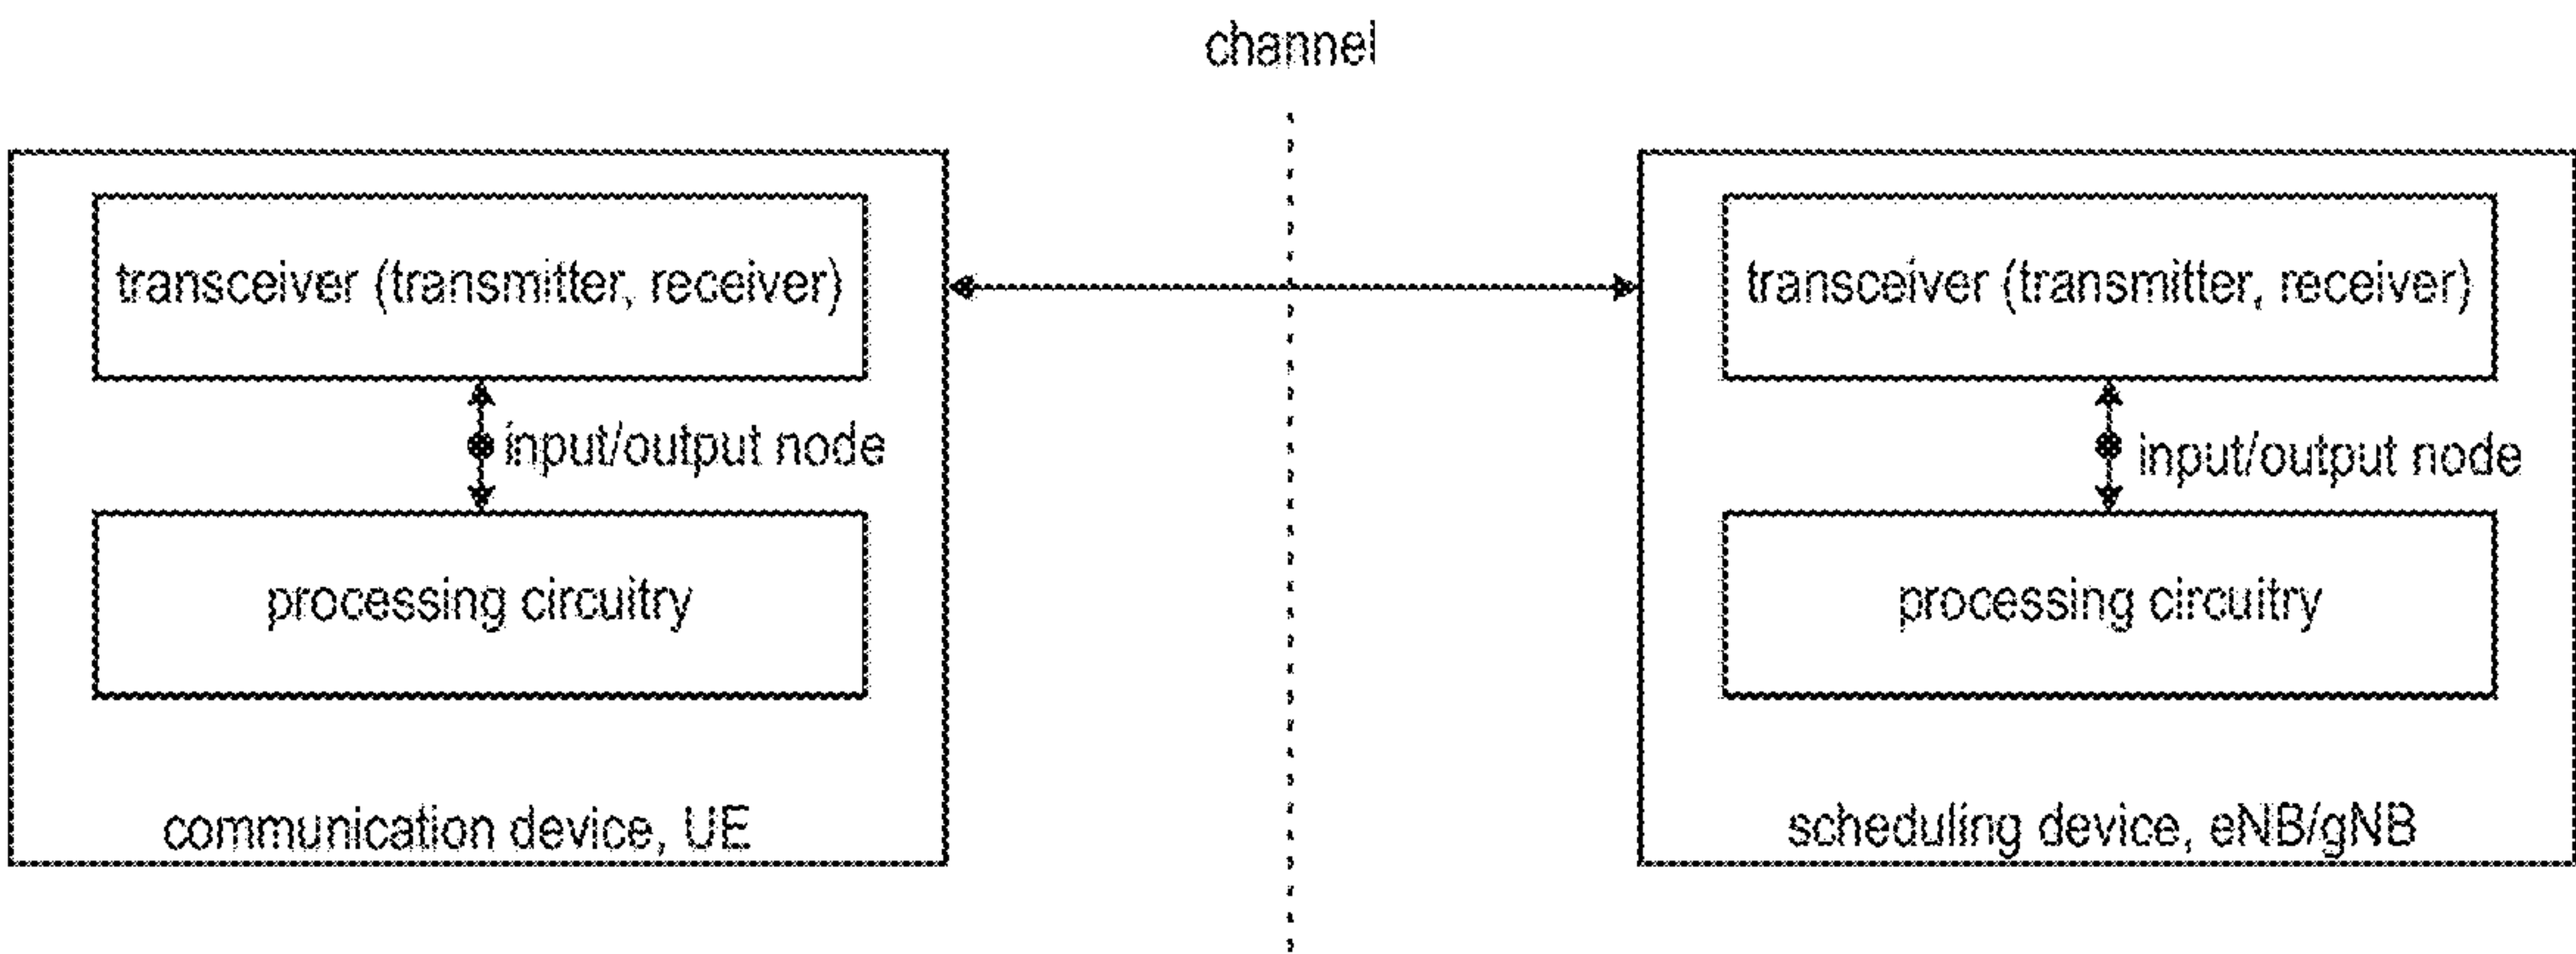 channel
transceiver (transmitter, receiver)
input/output node
processing circuitry
communication device, UE
transceiver (transmitter, receiver)
input/output node
processing circuitry
scheduling device, eNB/gNB